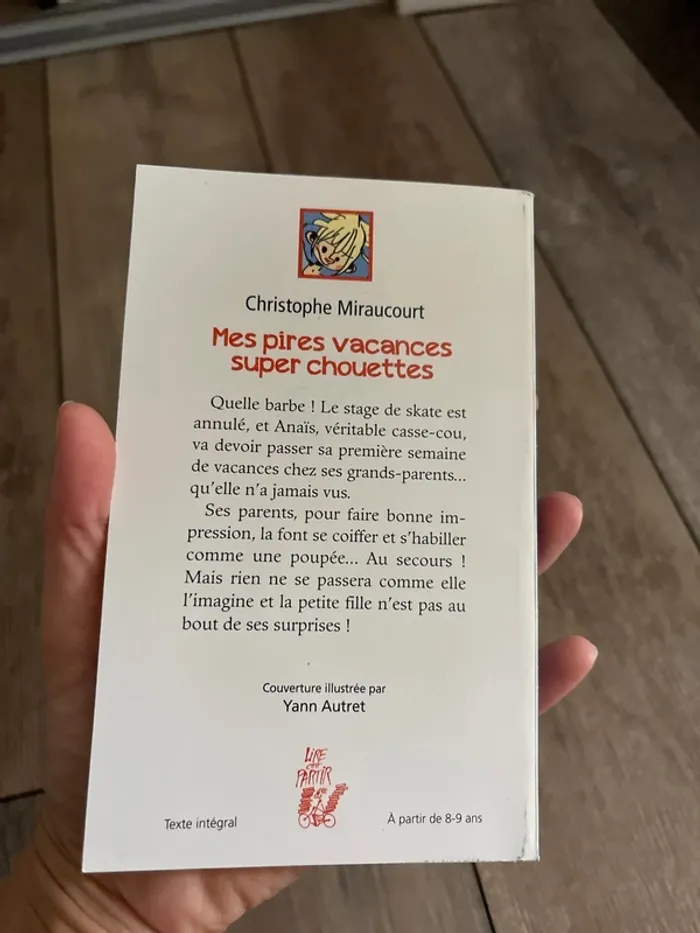 Christophe Miraucourt
Mes pires vacances
super chouettes
Quelle barbe ! Le stage de skate est
annulé, et Anaïs, véritable casse-cou,
va devoir passer sa première semaine
de vacances chez ses grands-parents...
qu'elle n'a jamais vus.
Ses parents, pour faire bonne im-
pression, la font se coiffer et s'habiller
comme une poupée... Au secours !
Mais rien ne se passera comme elle
l'imagine et la petite fille n'est pas au
bout de ses surprises !
Couverture illustrée par
Yann Autret
LIRE
c'est
PARTIR
Texte intégral
À partir de 8-9 ans